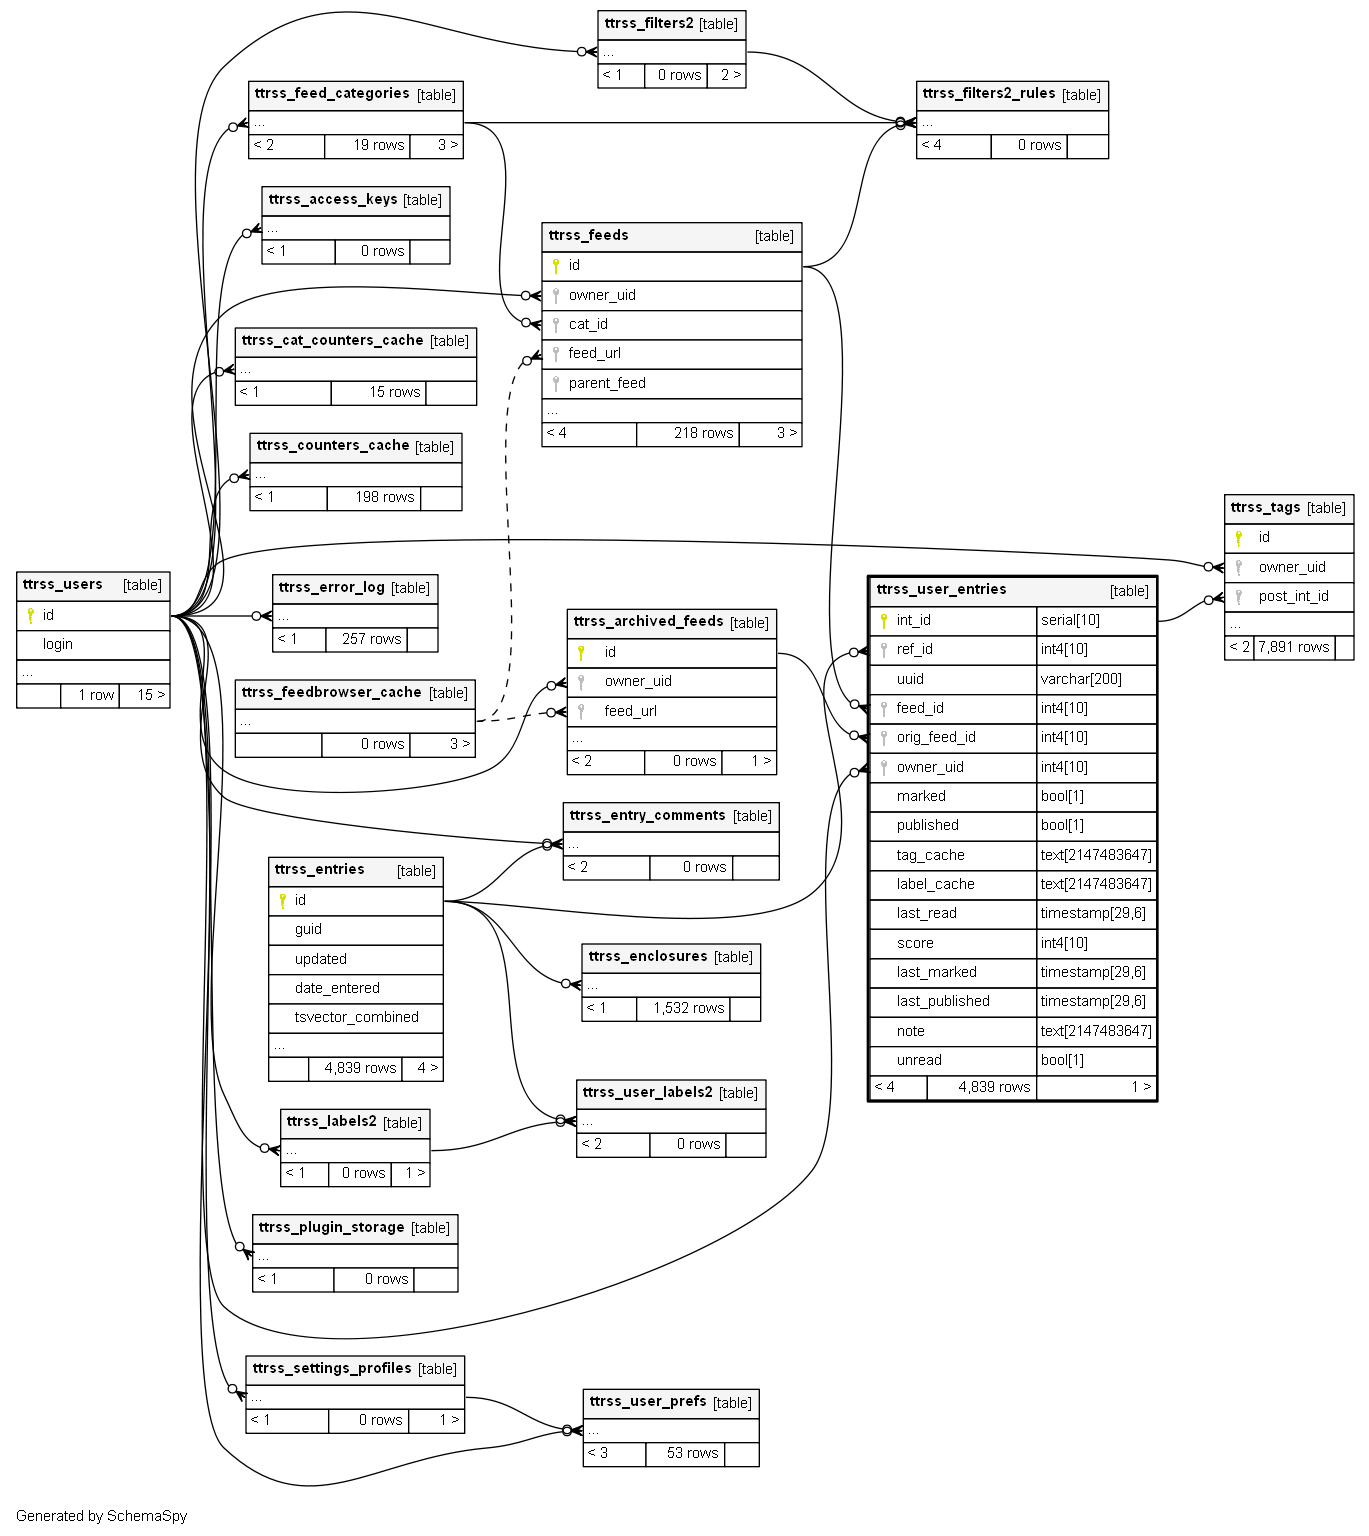 ttrss_filters2 [table]
...
< 1 0 rows 2 >
ttrss_feed_categories [table]
...
< 2 19 rows 3 >
ttrss_filters2_rules [table]
...
< 4 0 rows
ttrss_access_keys [table]
...
< 1 0 rows
ttrss_feeds [table]
id
owner_uid
cat_id
feed_url
parent_feed
...
< 4 218 rows 3 >
ttrss_cat_counters_cache [table]
...
< 1 15 rows
ttrss_counters_cache [table]
...
< 1 198 rows
ttrss_tags [table]
id
owner_uid
post_int_id
...
< 2 7,891 rows
ttrss_users [table]
id
login
...
1 row 15 >
ttrss_error_log [table]
...
< 1 257 rows
ttrss_user_entries [table]
int_id serial[10]
ref_id int4[10]
uuid varchar[200]
feed_id int4[10]
orig_feed_id int4[10]
owner_uid int4[10]
marked bool[1]
published bool[1]
tag_cache text[2147483647]
label_cache text[2147483647]
last_read timestamp[29,6]
score int4[10]
last_marked timestamp[29,6]
last_published timestamp[29,6]
note text[2147483647]
unread bool[1]
< 4 4,839 rows 1 >
ttrss_archived_feeds [table]
id
owner_uid
feed_url
...
< 2 0 rows 1 >
ttrss_feedbrowser_cache [table]
...
0 rows 3 >
ttrss_entry_comments [table]
...
< 2 0 rows
ttrss_entries [table]
id
guid
updated
date_entered
tsvector_combined
...
4,839 rows 4 >
ttrss_enclosures [table]
...
< 1 1,532 rows
ttrss_user_labels2 [table]
...
< 2 0 rows
ttrss_labels2 [table]
...
< 1 0 rows 1 >
ttrss_plugin_storage [table]
...
< 1 0 rows
ttrss_settings_profiles [table]
...
< 1 0 rows 1 >
ttrss_user_prefs [table]
...
< 3 53 rows
Generated by SchemaSpy